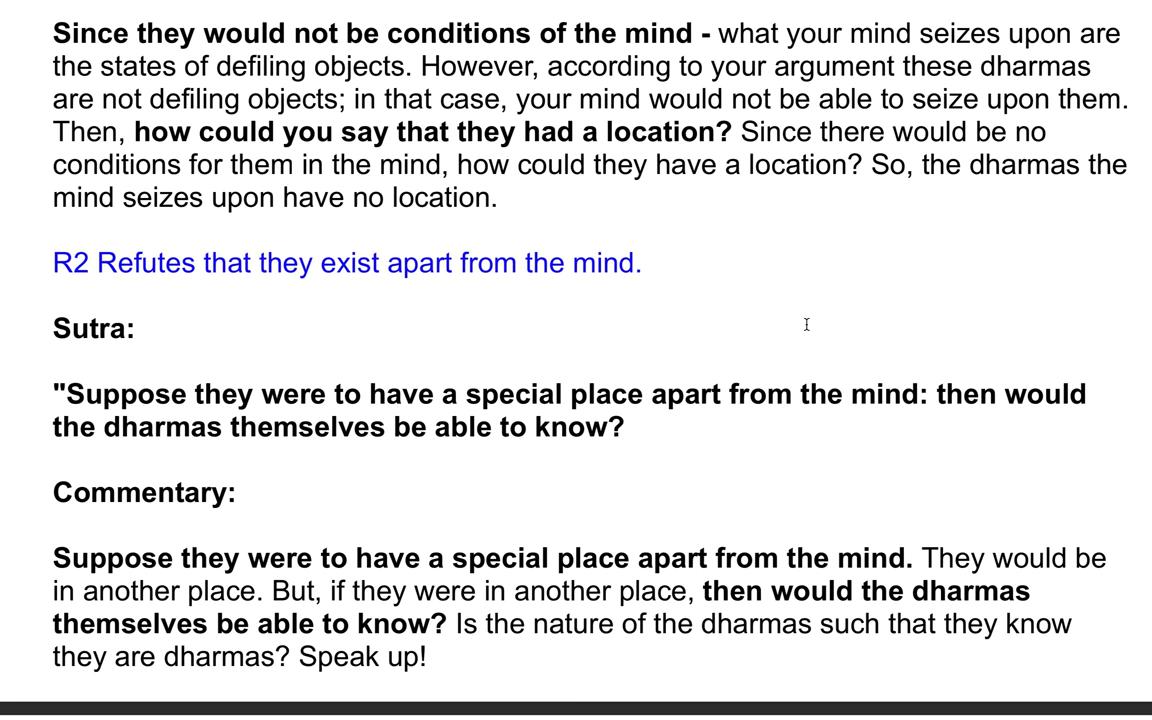 Since they would not be conditions of the mind - what your mind seizes upon are
the states of defiling objects. However, according to your argument these dharmas
are not defiling objects; in that case, your mind would not be able to seize upon them.
Then, how could you say that they had a location? Since there would be no
conditions for them in the mind, how could they have a location? So, the dharmas the
mind seizes upon have no location.
R2 Refutes that they exist apart from the mind.
Sutra:
"Suppose they were to have a special place apart from the mind: then would
the dharmas themselves be able to know?
Commentary:
Suppose they were to have a special place apart from the mind. They would be
in another place. But, if they were in another place, then would the dharmas
themselves be able to know? Is the nature of the dharmas such that they know
they are dharmas? Speak up!